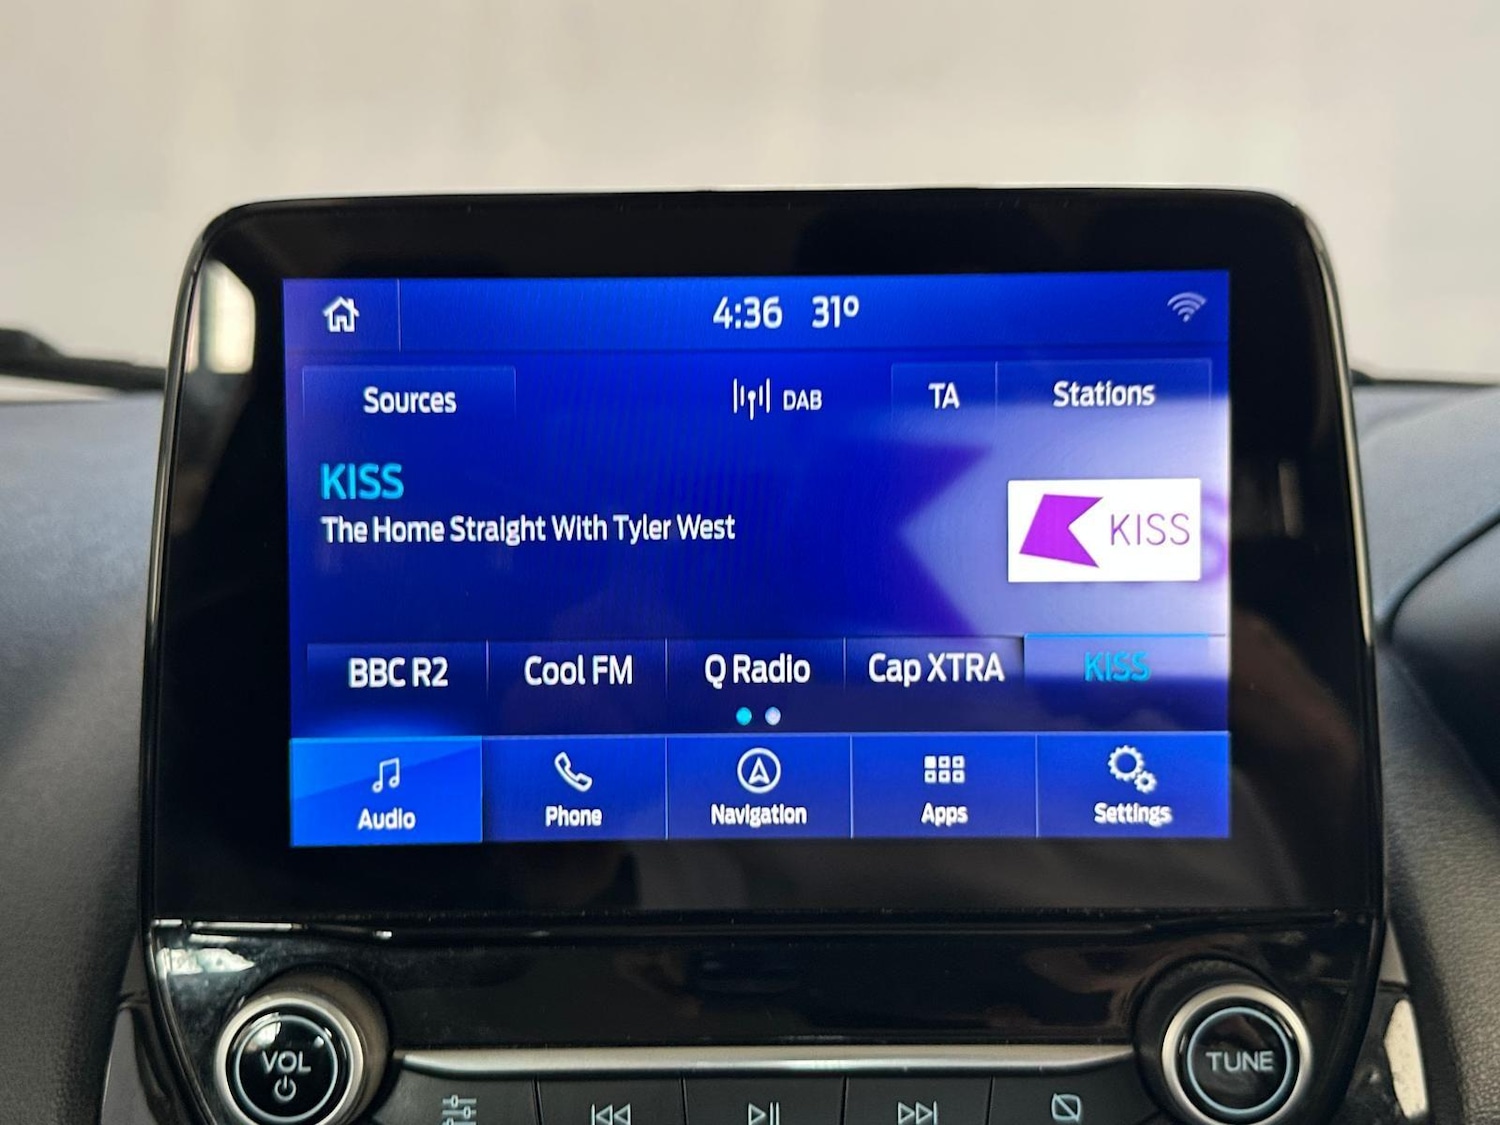 4:36 31º
Sources
DAB
TA
Stations
KISS
The Home Straight With Tyler West
KISS
BBC R2
Cool FM
Q Radio
Cap XTRA
KISS
Audio
Phone
Navigation
Apps
Settings
VOL
TUNE